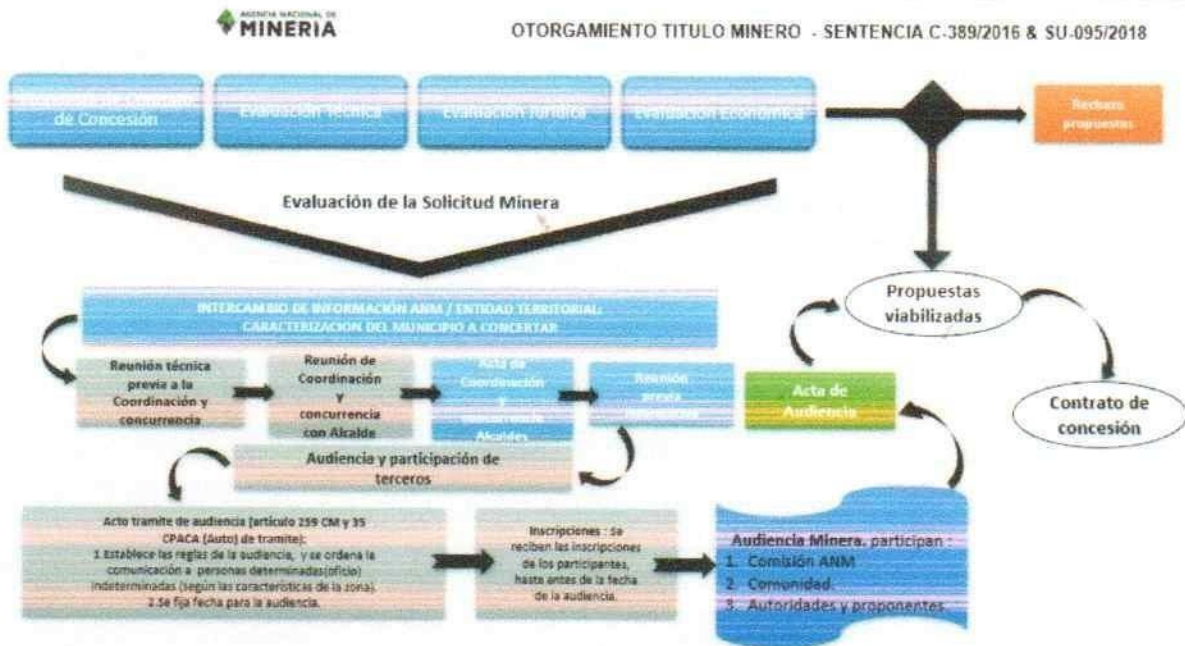 AGENCIA NACIONAL DE
MINERIA
OTORGAMIENTO TITULO MINERO - SENTENCIA C-389/2016 & SU-095/2018
de Contrato
de Concesión
Evaluación Técnica
Evaluación Jurídica
Evaluación Económica
Rechazo
propuestas
Evaluación de la Solicitud Minera
INTERCAMBIO DE INFORMACIÓN ANM / ENTIDAD TERRITORIAL:
CARACTERIZACION DEL MUNICIPIO A CONCERTAR
Propuestas
viabilizadas
Reunión técnica
previa a la
Coordinación y
concurrencia
Reunión de
Coordinación
y
concurrencia
con Alcalde
Acta de
Coordinación
y
Alcaldes
Reunión
previa
Acta de
Audiencia
Contrato de
concesión
Audiencia y participación de
terceros
Acto tramite de audiencia (artículo 259 CM y 35
CPACA (Auto) de tramite):
1.Establece las reglas de la audiencia, y se ordena la
comunicación a personas determinadas(oficio)
indeterminadas (según las características de la zona).
2.Se fija fecha para la audiencia.
Inscripciones : Se
reciben las inscripciones
de los participantes,
hasta antes de la fecha
de la audiencia.
Audiencia Minera. participan :
1. Comisión ANM
2. Comunidad.
3. Autoridades y proponentes.